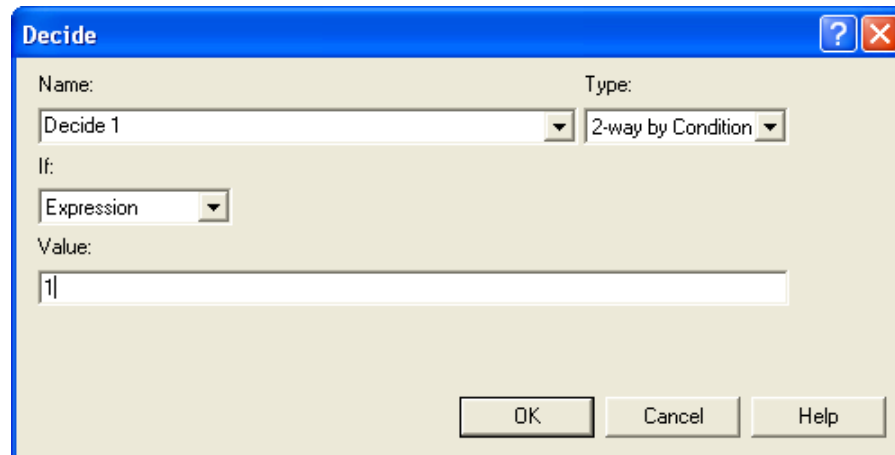 Decide
Name: Type:
Decide 1 2-way by Condition
If:
Expression
Value:
1
OK Cancel Help